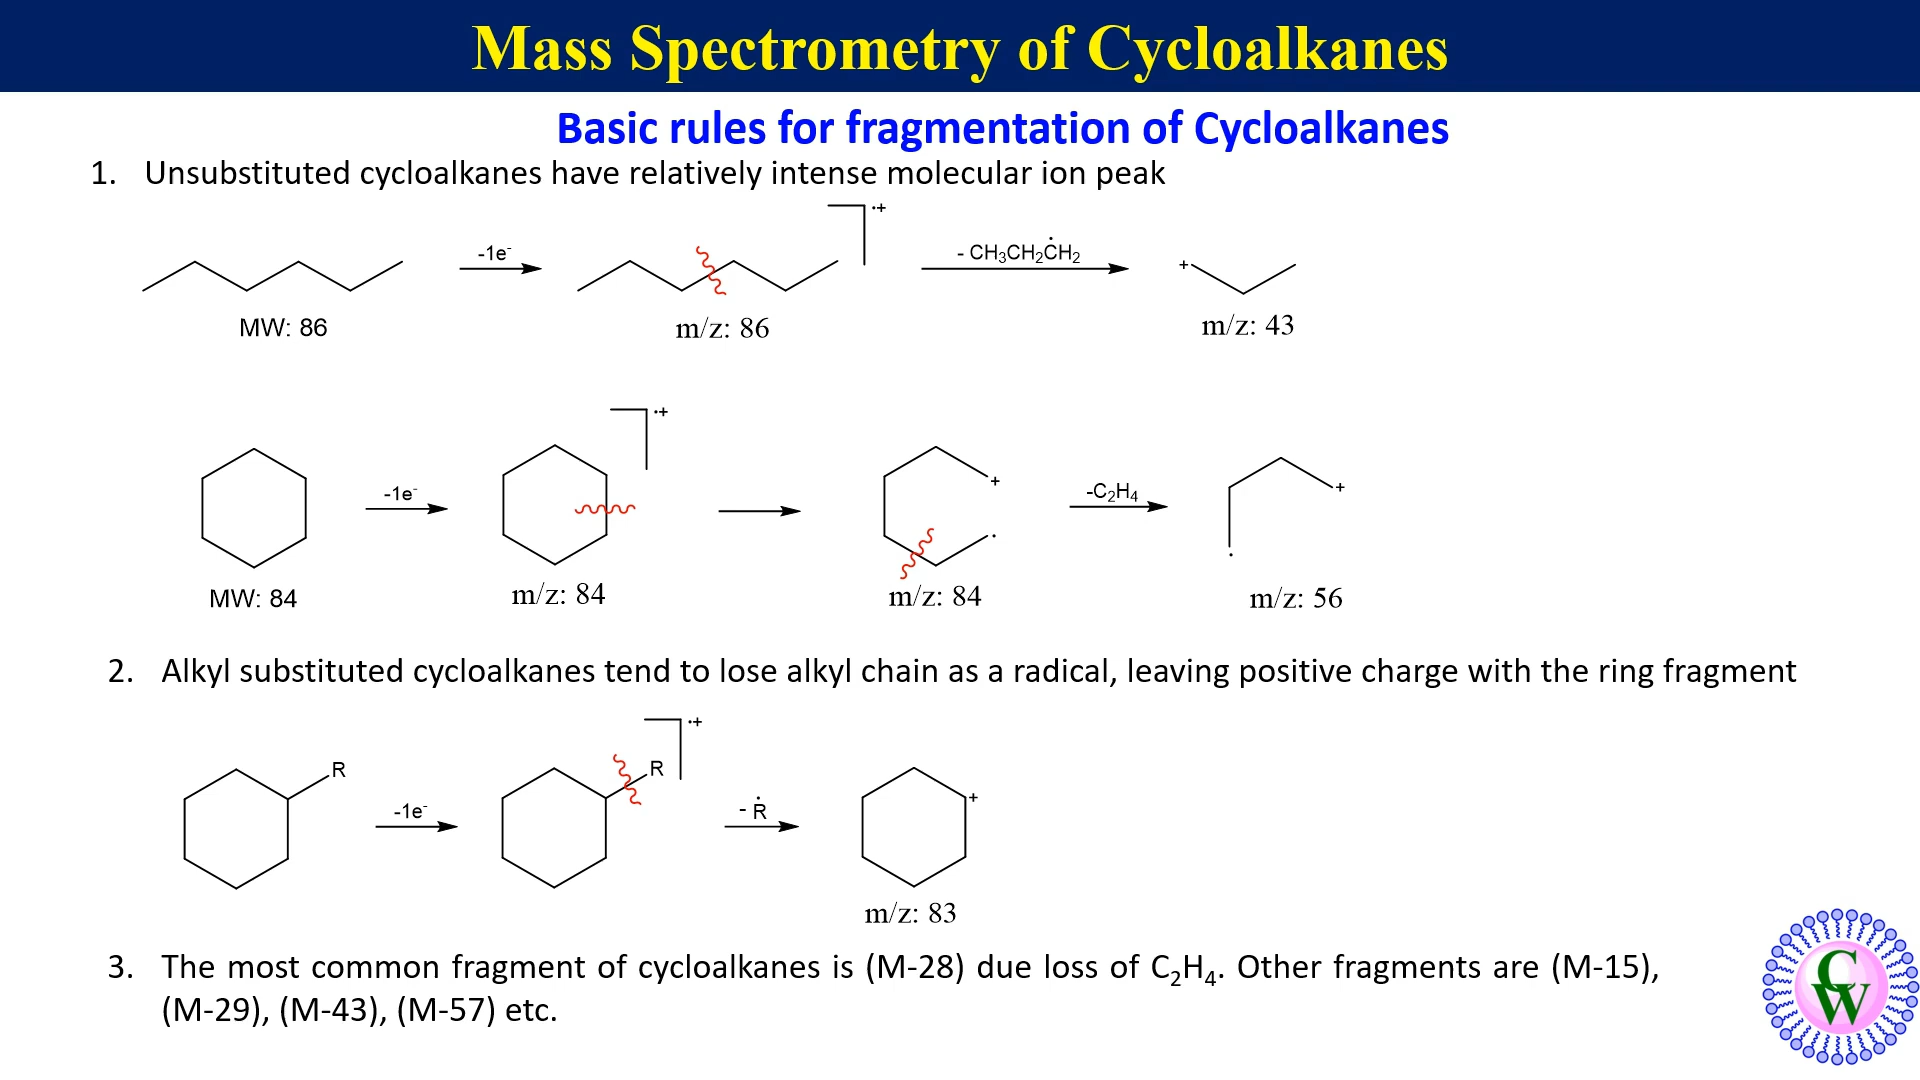 Mass Spectrometry of Cycloalkanes
Basic rules for fragmentation of Cycloalkanes
1. Unsubstituted cycloalkanes have relatively intense molecular ion peak
·+
-1e⁻
- CH₃CH₂ĊH₂
+
MW: 86
m/z: 86
m/z: 43
·+
-1e⁻
+
·
-C₂H₄
+
·
MW: 84
m/z: 84
m/z: 84
m/z: 56
2. Alkyl substituted cycloalkanes tend to lose alkyl chain as a radical, leaving positive charge with the ring fragment
·+
R
R
-1e⁻
- Ṙ
+
m/z: 83
3. The most common fragment of cycloalkanes is (M-28) due loss of C₂H₄. Other fragments are (M-15),
(M-29), (M-43), (M-57) etc.
CW